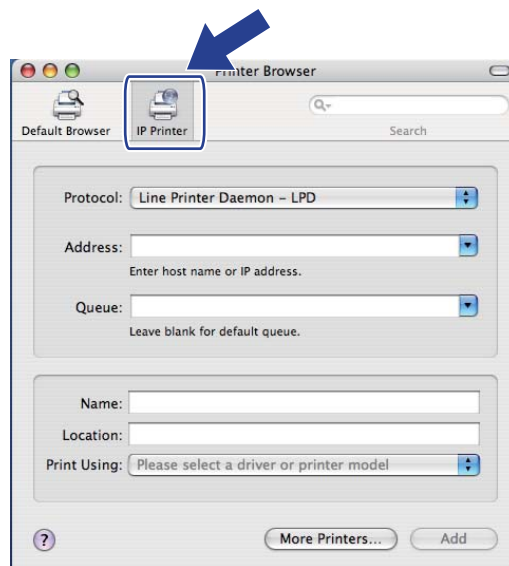 Printer Browser
Default Browser
IP Printer
Search
Protocol: Line Printer Daemon – LPD
Address:
Enter host name or IP address.
Queue:
Leave blank for default queue.
Name:
Location:
Print Using: Please select a driver or printer model
?
More Printers...
Add